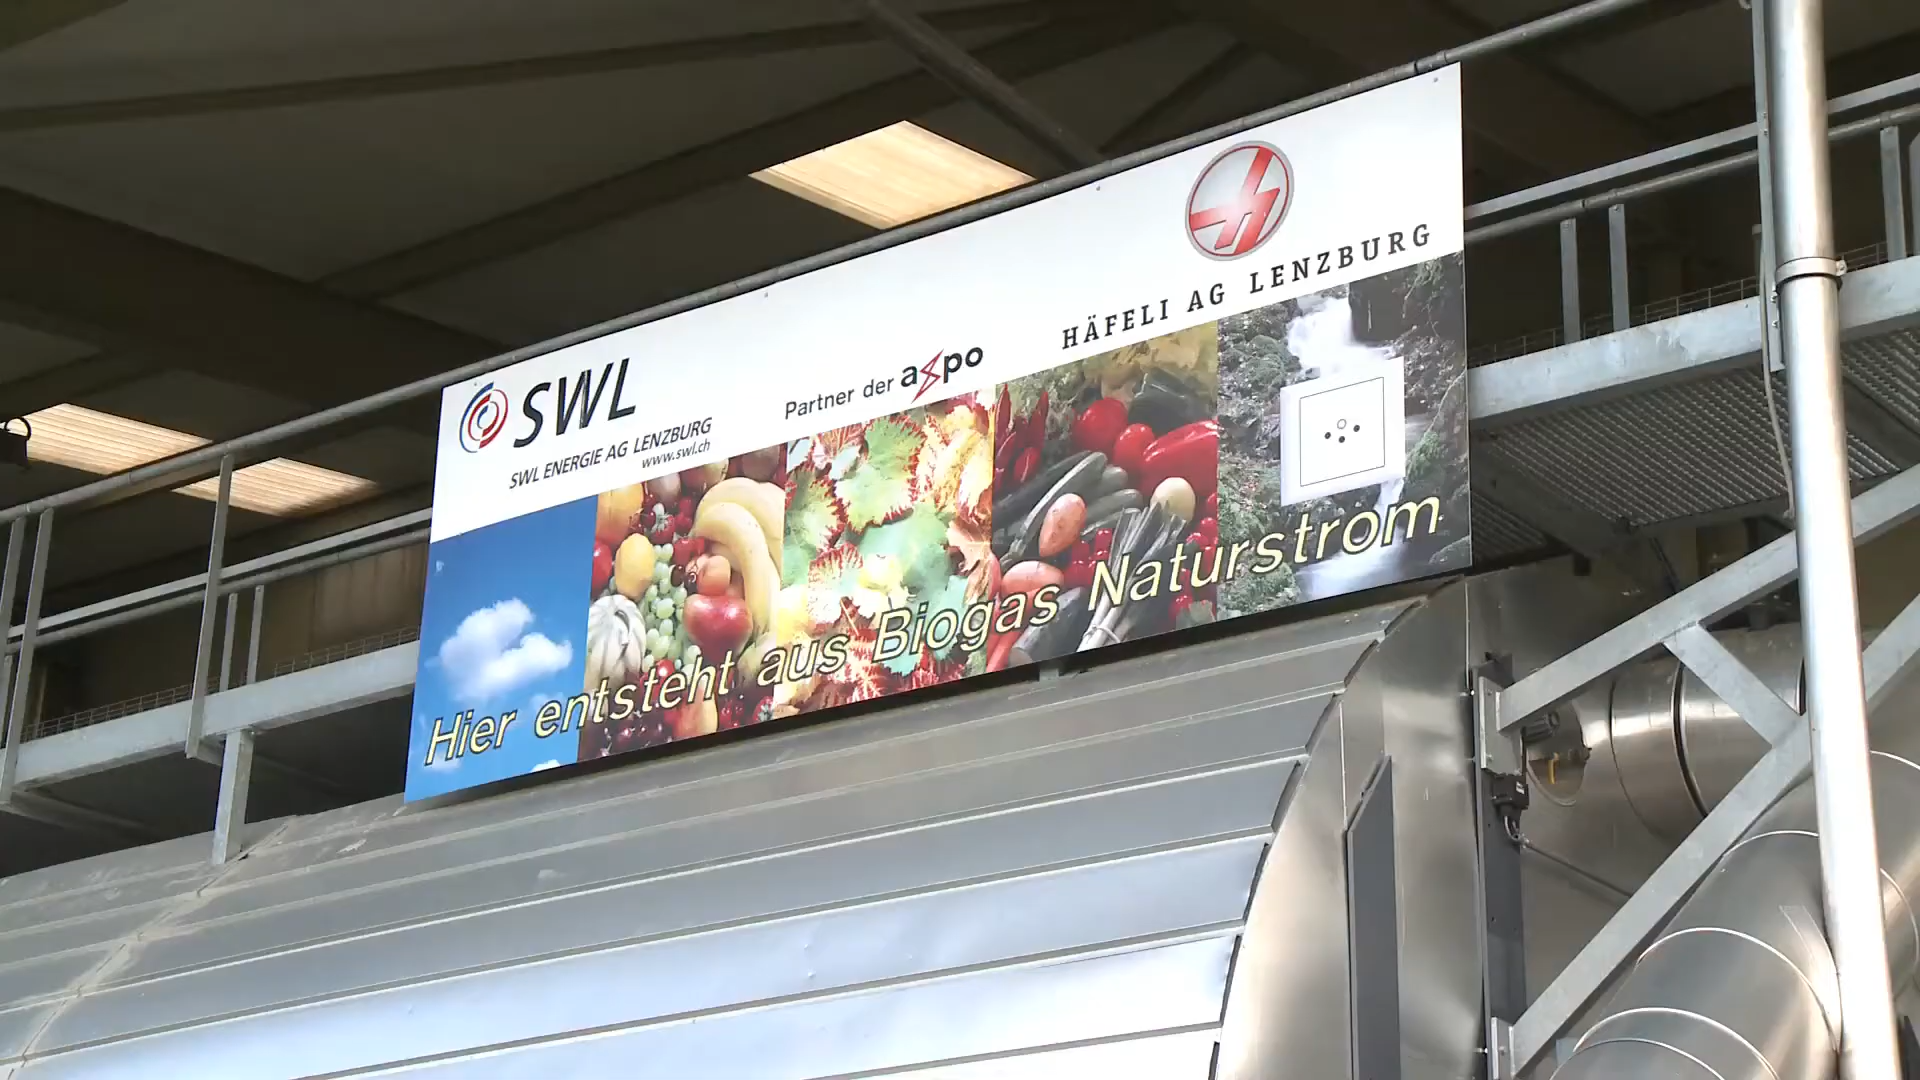 SWL
SWL ENERGIE AG LENZBURG
www.swl.ch
Partner der axpo
HÄFELI AG LENZBURG
Hier entsteht aus Biogas Naturstrom